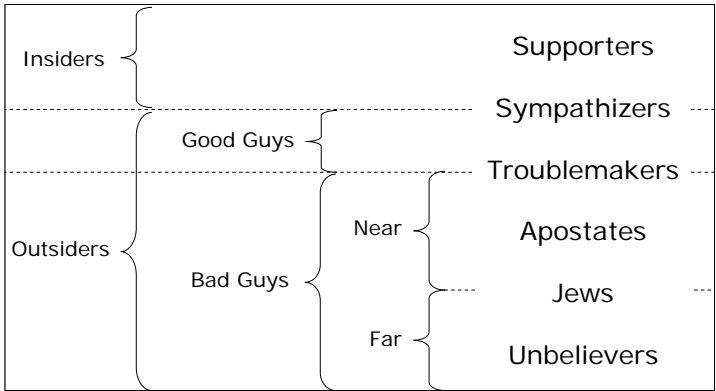 Supporters
Insiders
Sympathizers
Good Guys
Troublemakers
Near
Apostates
Outsiders
Bad Guys
Jews
Far
Unbelievers